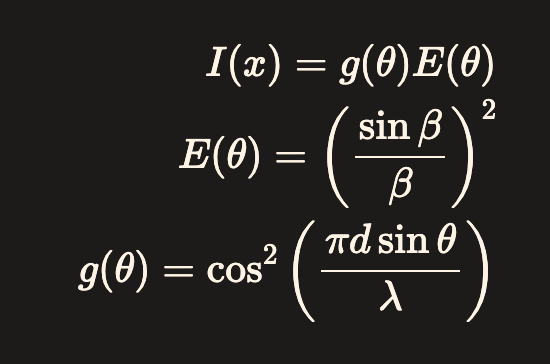 I(x) = g(θ)E(θ)
E(θ) = (sin β / β)²
g(θ) = cos² (πd sin θ / λ)